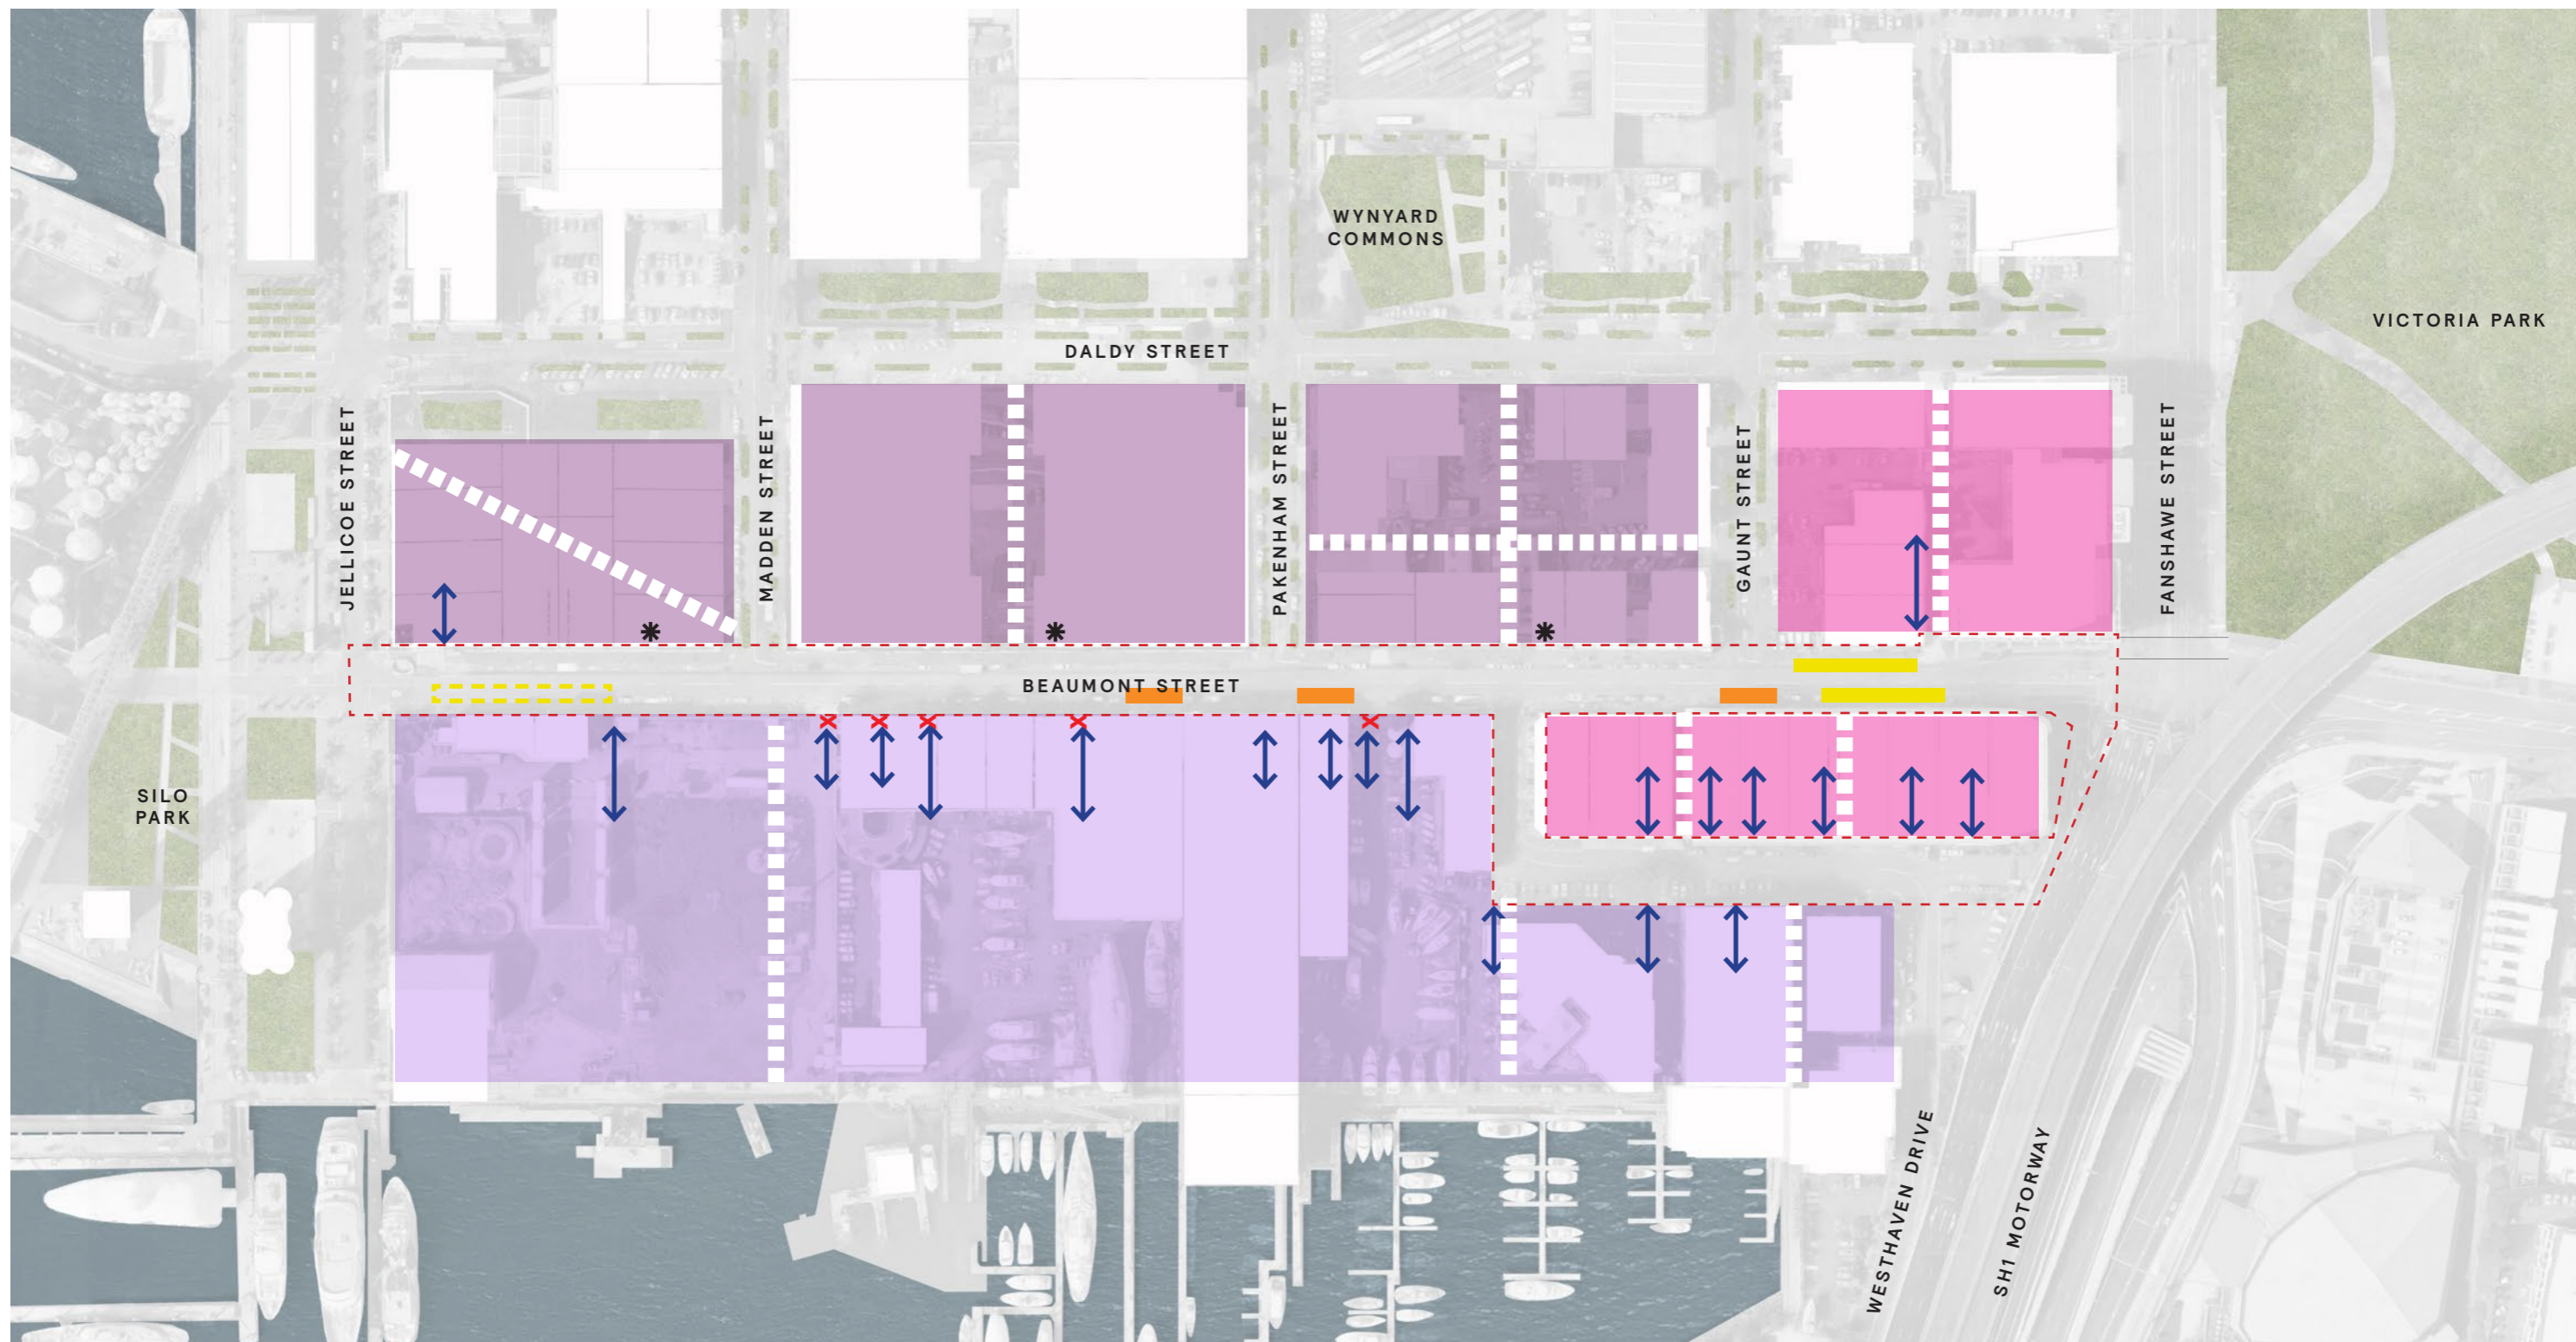 WYNYARD
COMMONS
VICTORIA PARK
DALDY STREET
JELLICOE STREET
MADDEN STREET
PAKENHAM STREET
GAUNT STREET
FANSHAWE STREET
BEAUMONT STREET
SILO
PARK
WESTHAVEN DRIVE
SH1 MOTORWAY